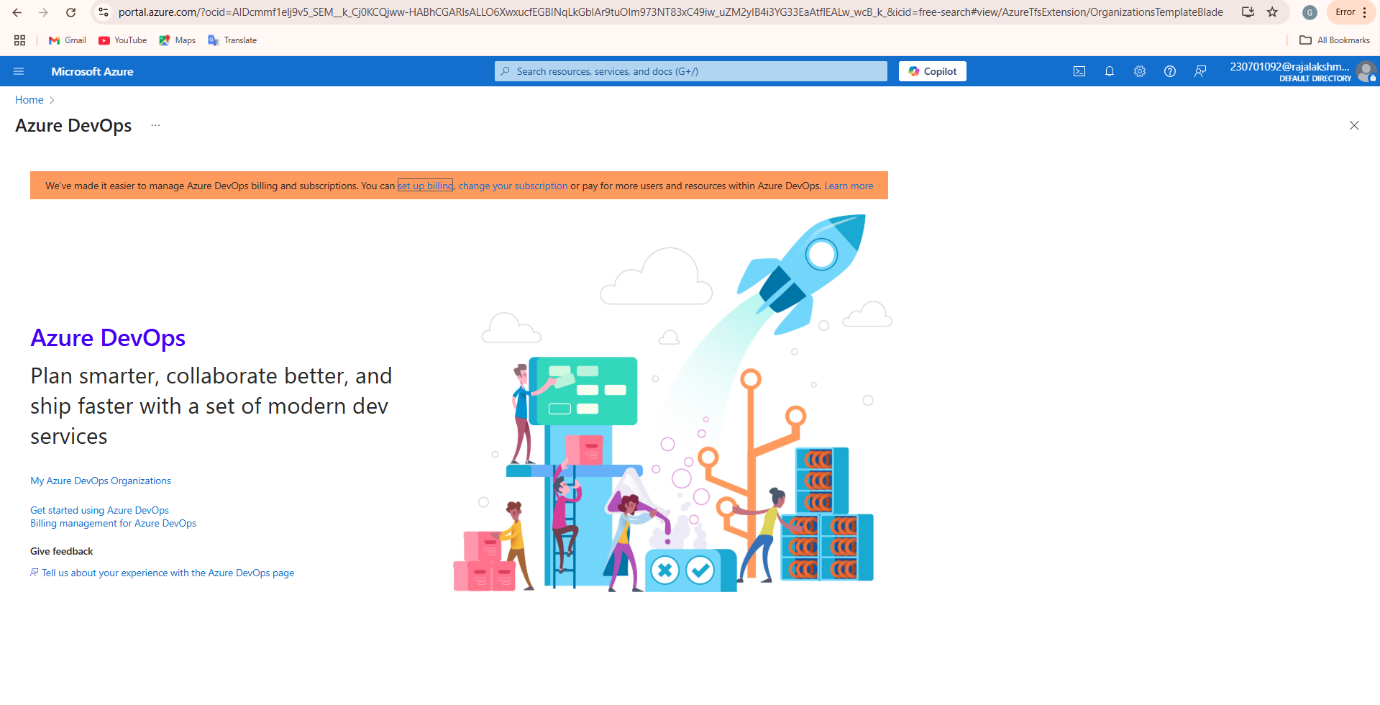 portal.azure.com/?ocid=AIDcmmf1elj9v5_SEM__k_Cj0KCQjww-HABhCGARIsALLO6XwxucfEGBINqLkGbIAr9tuOIm973NT83xC49iw_uZM2yIB4i3YG33EaAtfIEALw_wcB_k_&icid=free-search#view/AzureTfsExtension/OrganizationsTemplateBlade
G
Error
Gmail
YouTube
Maps
Translate
All Bookmarks
Microsoft Azure
Search resources, services, and docs (G+/)
Copilot
230701092@rajalakshm...
DEFAULT DIRECTORY
Home
Azure DevOps
...
We've made it easier to manage Azure DevOps billing and subscriptions. You can set up billing, change your subscription or pay for more users and resources within Azure DevOps. Learn more
Azure DevOps
Plan smarter, collaborate better, and
ship faster with a set of modern dev
services
My Azure DevOps Organizations
Get started using Azure DevOps
Billing management for Azure DevOps
Give feedback
Tell us about your experience with the Azure DevOps page